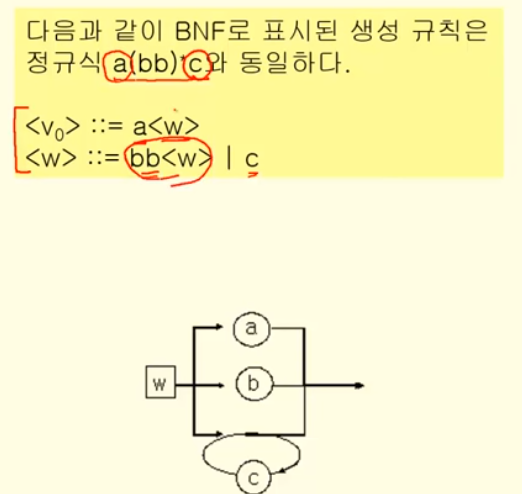 다음과 같이 BNF로 표시된 생성 규칙은
정규식 a(bb)*c와 동일하다.
<v₀> ::= a<w>
<w> ::= bb<w> | c
a
w
b
c